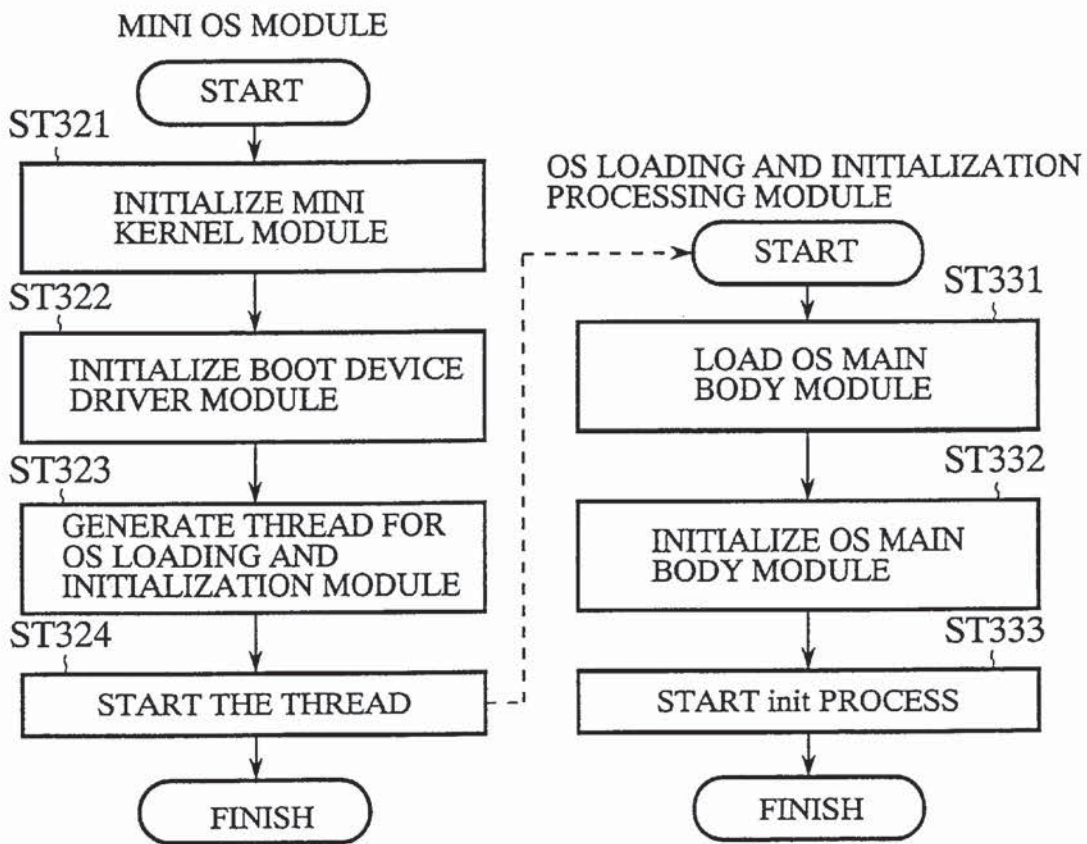 MINI OS MODULE
START
ST321
INITIALIZE MINI
KERNEL MODULE
ST322
INITIALIZE BOOT DEVICE
DRIVER MODULE
ST323
GENERATE THREAD FOR
OS LOADING AND
INITIALIZATION MODULE
ST324
START THE THREAD
FINISH
OS LOADING AND INITIALIZATION
PROCESSING MODULE
START
ST331
LOAD OS MAIN
BODY MODULE
ST332
INITIALIZE OS MAIN
BODY MODULE
ST333
START init PROCESS
FINISH